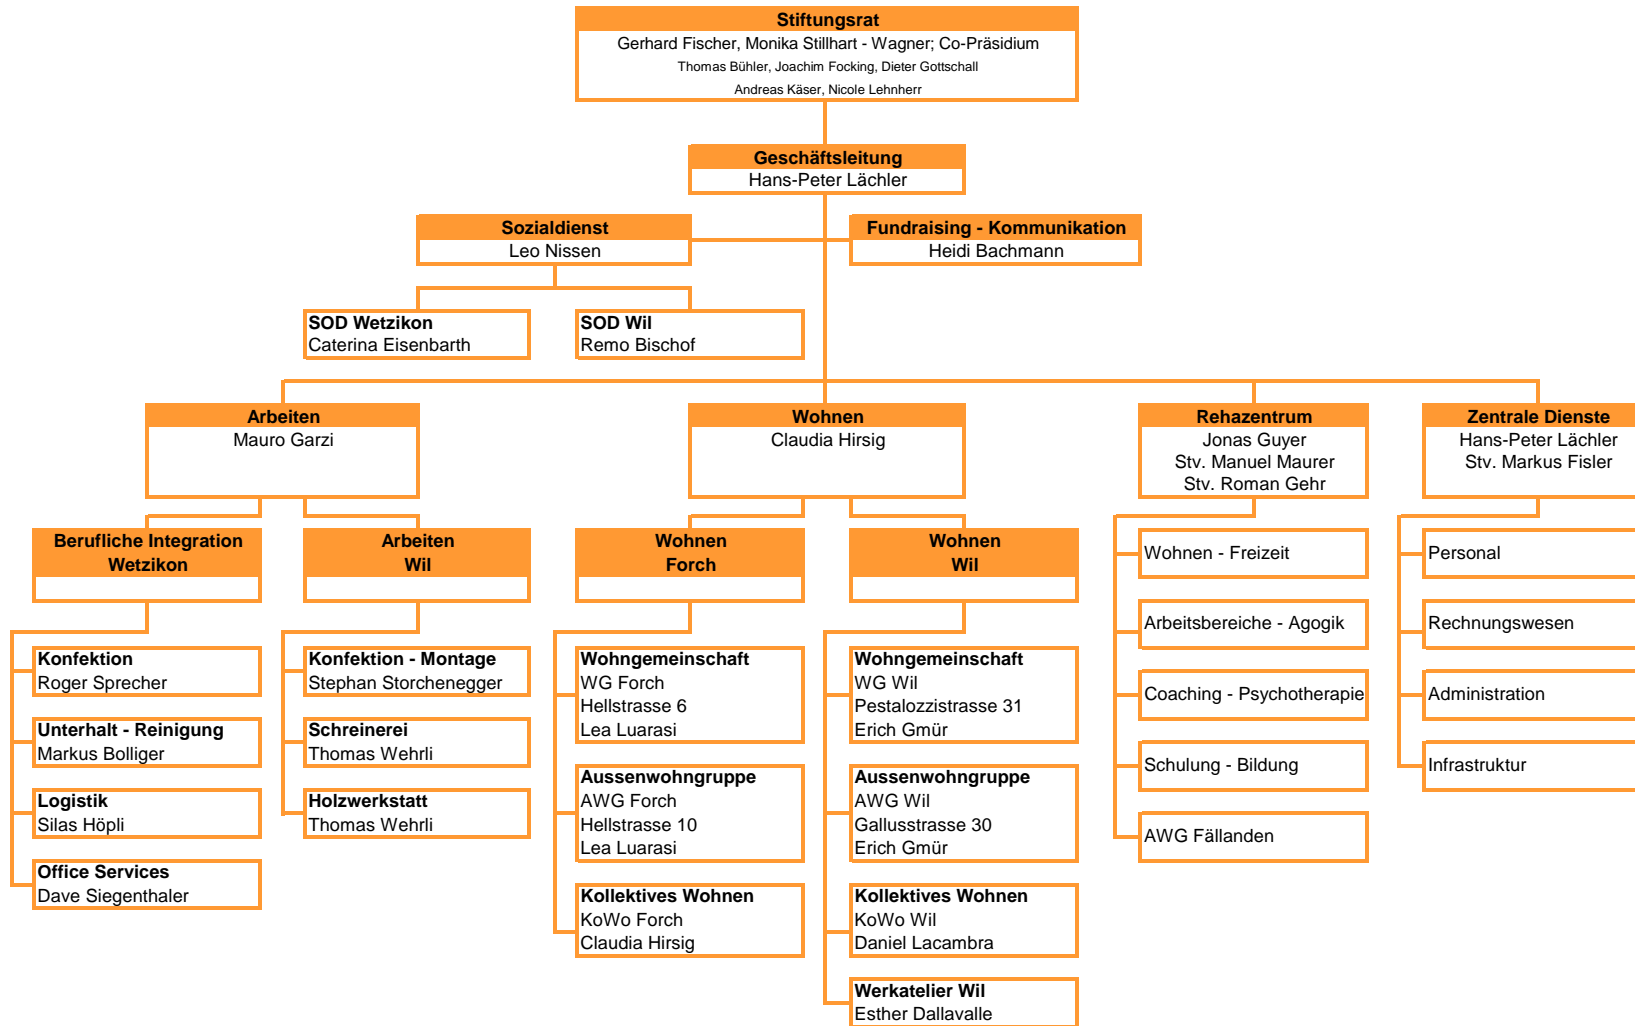 Stiftungsrat
Gerhard Fischer, Monika Stillhart - Wagner; Co-Präsidium
Thomas Bühler, Joachim Focking, Dieter Gottschall
Andreas Käser, Nicole Lehnherr
Geschäftsleitung
Hans-Peter Lächler
Sozialdienst
Leo Nissen
Fundraising - Kommunikation
Heidi Bachmann
SOD Wetzikon
Caterina Eisenbarth
SOD Wil
Remo Bischof
Arbeiten
Mauro Garzi
Wohnen
Claudia Hirsig
Rehazentrum
Jonas Guyer
Stv. Manuel Maurer
Stv. Roman Gehr
Zentrale Dienste
Hans-Peter Lächler
Stv. Markus Fisler
Berufliche Integration
Wetzikon
Konfektion
Roger Sprecher
Unterhalt - Reinigung
Markus Bolliger
Logistik
Silas Höpli
Office Services
Dave Siegenthaler
Arbeiten
Wil
Konfektion - Montage
Stephan Storchenegger
Schreinerei
Thomas Wehrli
Holzwerkstatt
Thomas Wehrli
Wohnen
Forch
Wohngemeinschaft
WG Forch
Hellstrasse 6
Lea Luarasi
Aussenwohngruppe
AWG Forch
Hellstrasse 10
Lea Luarasi
Kollektives Wohnen
KoWo Forch
Claudia Hirsig
Wohnen
Wil
Wohngemeinschaft
WG Wil
Pestalozzistrasse 31
Erich Gmür
Aussenwohngruppe
AWG Wil
Gallusstrasse 30
Erich Gmür
Kollektives Wohnen
KoWo Wil
Daniel Lacambra
Werkatelier Wil
Esther Dallavalle
Wohnen - Freizeit
Arbeitsbereiche - Agogik
Coaching - Psychotherapie
Schulung - Bildung
AWG Fällanden
Personal
Rechnungswesen
Administration
Infrastruktur